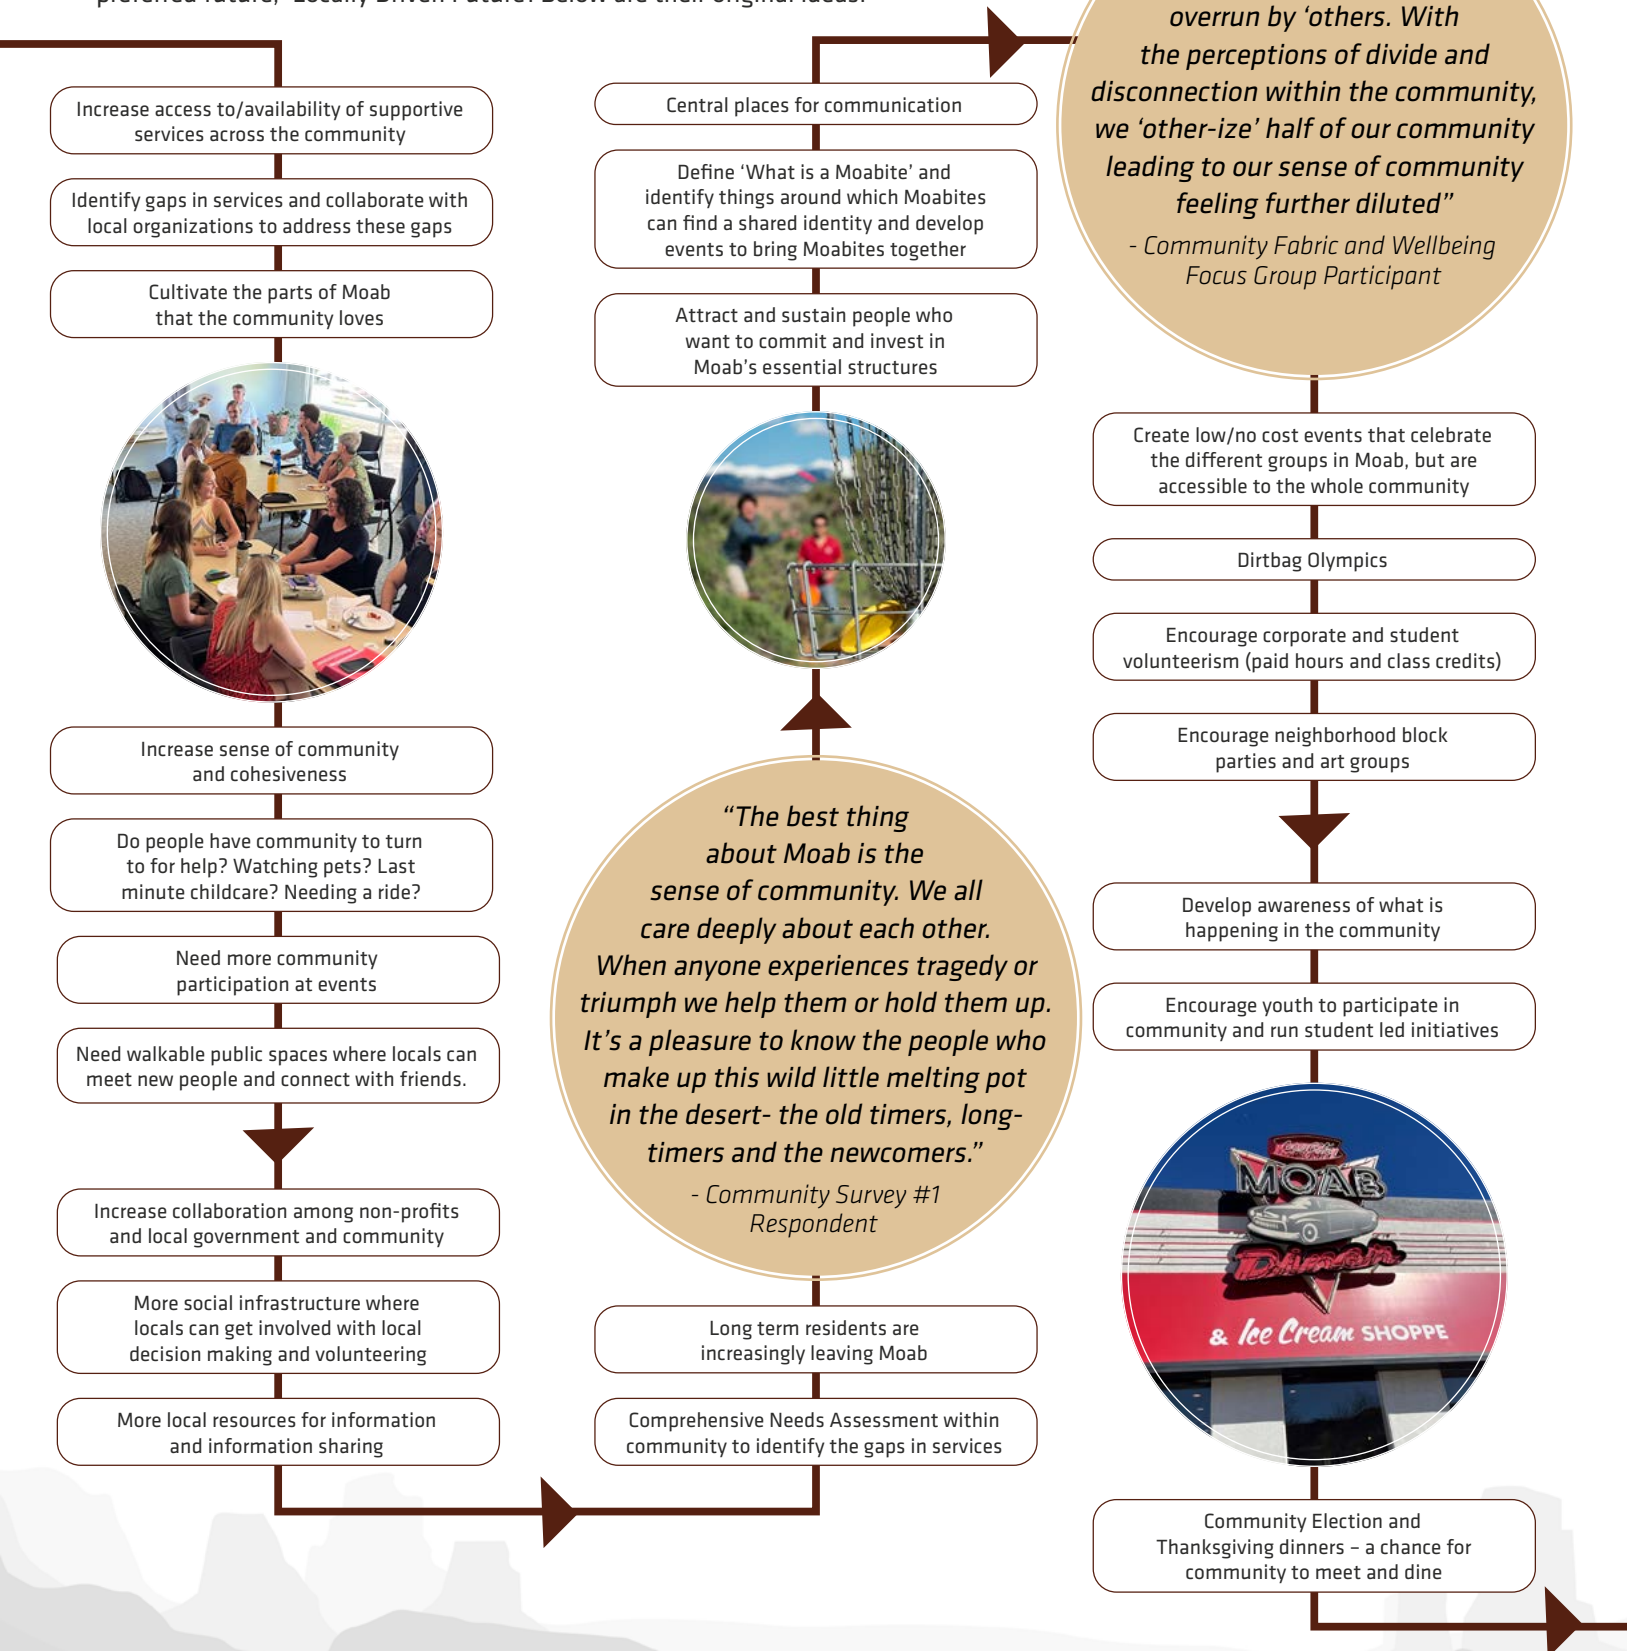 Increase access to/availability of supportive
services across the community
Identify gaps in services and collaborate with
local organizations to address these gaps
Cultivate the parts of Moab
that the community loves
Increase sense of community
and cohesiveness
Do people have community to turn
to for help? Watching pets? Last
minute childcare? Needing a ride?
Need more community
participation at events
Need walkable public spaces where locals can
meet new people and connect with friends.
Increase collaboration among non-profits
and local government and community
More social infrastructure where
locals can get involved with local
decision making and volunteering
More local resources for information
and information sharing
Long term residents are
increasingly leaving Moab
Comprehensive Needs Assessment within
community to identify the gaps in services
“The best thing
about Moab is the
sense of community. We all
care deeply about each other.
When anyone experiences tragedy or
triumph we help them or hold them up.
It’s a pleasure to know the people who
make up this wild little melting pot
in the desert- the old timers, long-
timers and the newcomers.”
- Community Survey #1
Respondent
Central places for communication
Define ‘What is a Moabite’ and
identify things around which Moabites
can find a shared identity and develop
events to bring Moabites together
Attract and sustain people who
want to commit and invest in
Moab’s essential structures
overrun by ‘others. With
the perceptions of divide and
disconnection within the community,
we ‘other-ize’ half of our community
leading to our sense of community
feeling further diluted”
- Community Fabric and Wellbeing
Focus Group Participant
Create low/no cost events that celebrate
the different groups in Moab, but are
accessible to the whole community
Dirtbag Olympics
Encourage corporate and student
volunteerism (paid hours and class credits)
Encourage neighborhood block
parties and art groups
Develop awareness of what is
happening in the community
Encourage youth to participate in
community and run student led initiatives
MOAB
Diner
& Ice Cream SHOPPE
Community Election and
Thanksgiving dinners – a chance for
community to meet and dine